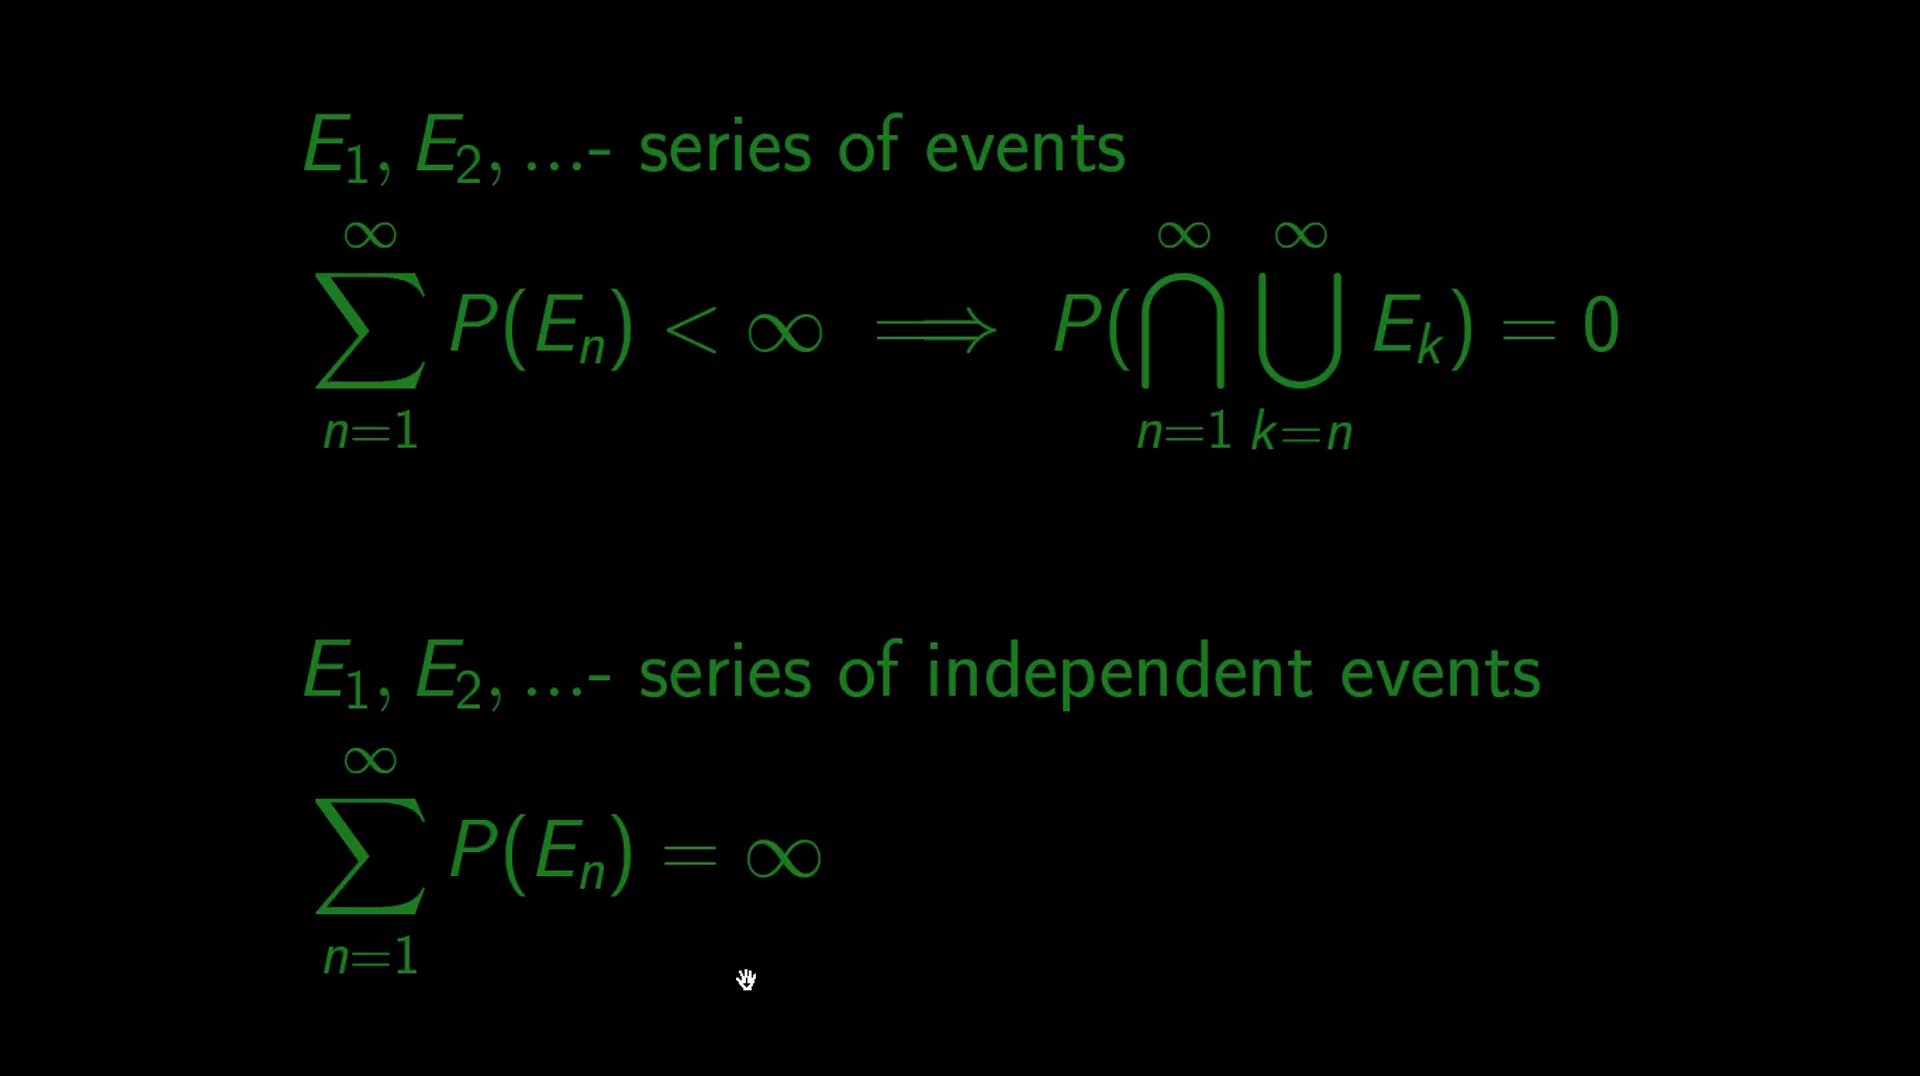 E₁, E₂, ...- series of events
∑_{n=1}^{∞} P(Eₙ) < ∞ ⟹ P(⋂_{n=1}^{∞} ⋃_{k=n}^{∞} Eₖ) = 0
E₁, E₂, ...- series of independent events
∑_{n=1}^{∞} P(Eₙ) = ∞